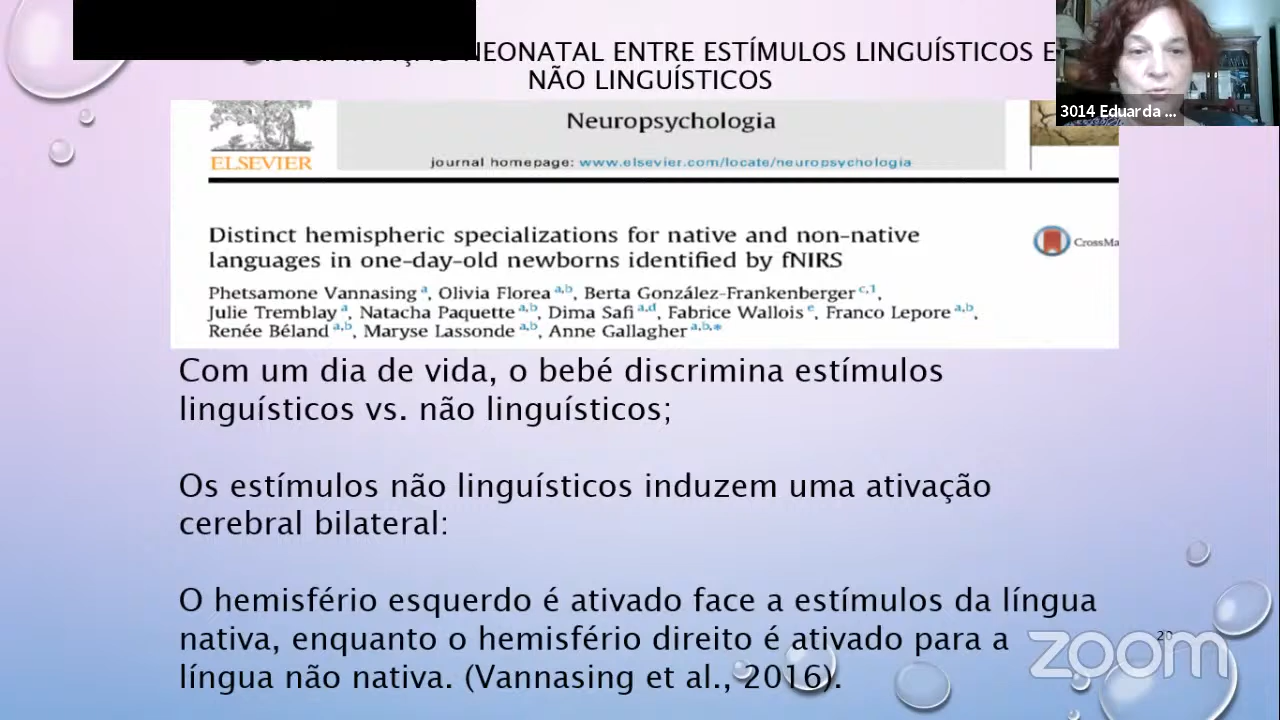 NEONATAL ENTRE ESTÍMULOS LINGUÍSTICOS E
NÃO LINGUÍSTICOS
3014 Eduarda ...
ELSEVIER
Neuropsychologia
journal homepage: www.elsevier.com/locate/neuropsychologia
Distinct hemispheric specializations for native and non-native
languages in one-day-old newborns identified by fNIRS
CrossMa
Phetsamone Vannasing a, Olivia Florea a,b, Berta González-Frankenberger c,1,
Julie Tremblay a, Natacha Paquette a,b, Dima Safi a,d, Fabrice Wallois e, Franco Lepore a,b,
Renée Béland a,b, Maryse Lassonde a,b, Anne Gallagher a,b,*
Com um dia de vida, o bebé discrimina estímulos
linguísticos vs. não linguísticos;
Os estímulos não linguísticos induzem uma ativação
cerebral bilateral:
O hemisfério esquerdo é ativado face a estímulos da língua
nativa, enquanto o hemisfério direito é ativado para a
língua não nativa. (Vannasing et al., 2016).
20
zoom